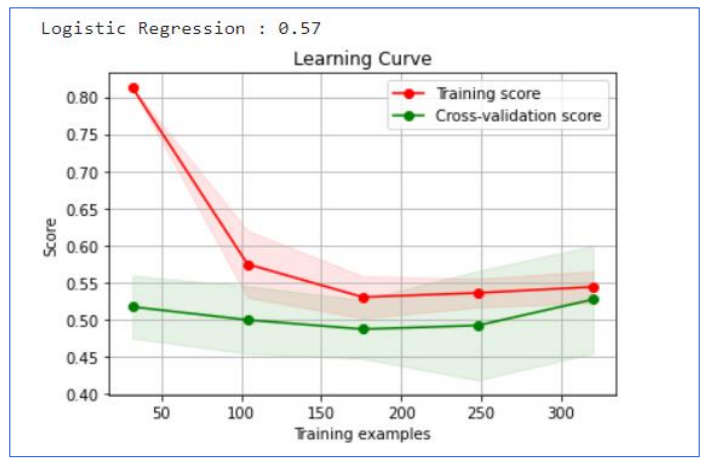 Logistic Regression : 0.57
Learning Curve
Training score
Cross-validation score
0.80
0.75
0.70
0.65
0.60
0.55
0.50
0.45
0.40
Score
50 100 150 200 250 300
Training examples